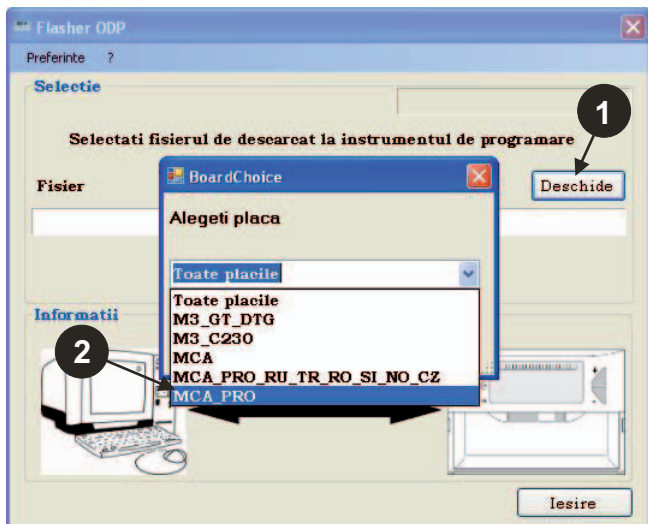 Flasher ODP
Preferinte ?
Selectie
1
Selectati fisierul de descarcat la instrumentul de programare
Fisier
Deschide
BoardChoice
Alegeti placa
Toate placile
Toate placile
M3_GT_DTG
M3_C230
MCA
MCA_PRO_RU_TR_RO_SI_NO_CZ
MCA_PRO
Informatii
2
Iesire